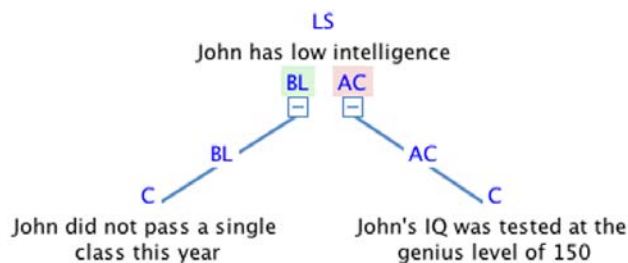 LS
John has low intelligence
BL AC
BL AC
C C
John did not pass a single
class this year
John's IQ was tested at the
genius level of 150